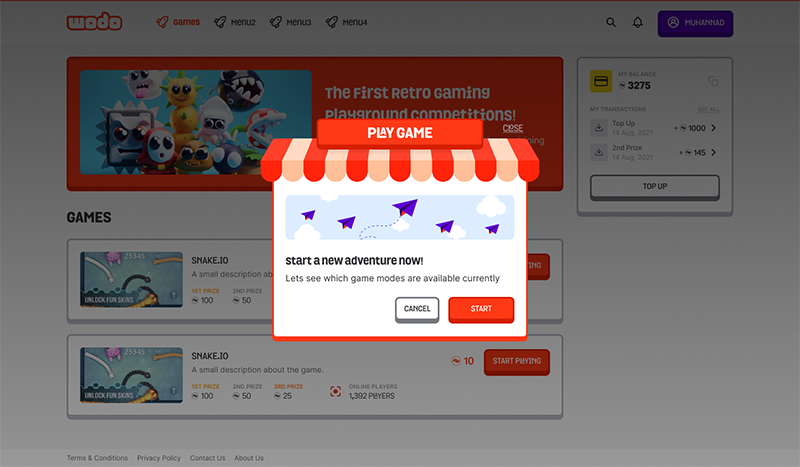 wodo
Games
Menu2
Menu3
Menu4
MUHANNAD
The First Retro Gaming
Playground Competitions!
PLAY GAME
CLOSE
start a new adventure now!
Lets see which game modes are available currently
CANCEL
START
MY BALANCE
3275
MY TRANSACTIONS
SEE ALL
Top Up
14 Aug, 2021
+ 1000
2nd Prize
14 Aug, 2021
+ 145
TOP UP
GAMES
25345
UNLOCK FUN SKINS
SNAKE.IO
A small description ab
1ST PRIZE
100
2ND PRIZE
50
25345
UNLOCK FUN SKINS
SNAKE.IO
A small description about the game.
1ST PRIZE
100
2ND PRIZE
50
3RD PRIZE
25
ONLINE PLAYERS
1,392 PLAYERS
10
START PLAYING
Terms & Conditions
Privacy Policy
Contact Us
About Us